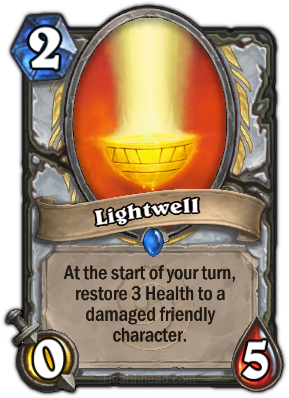 2
Lightwell
At the start of your turn,
restore 3 Health to a
damaged friendly
character.
0
5